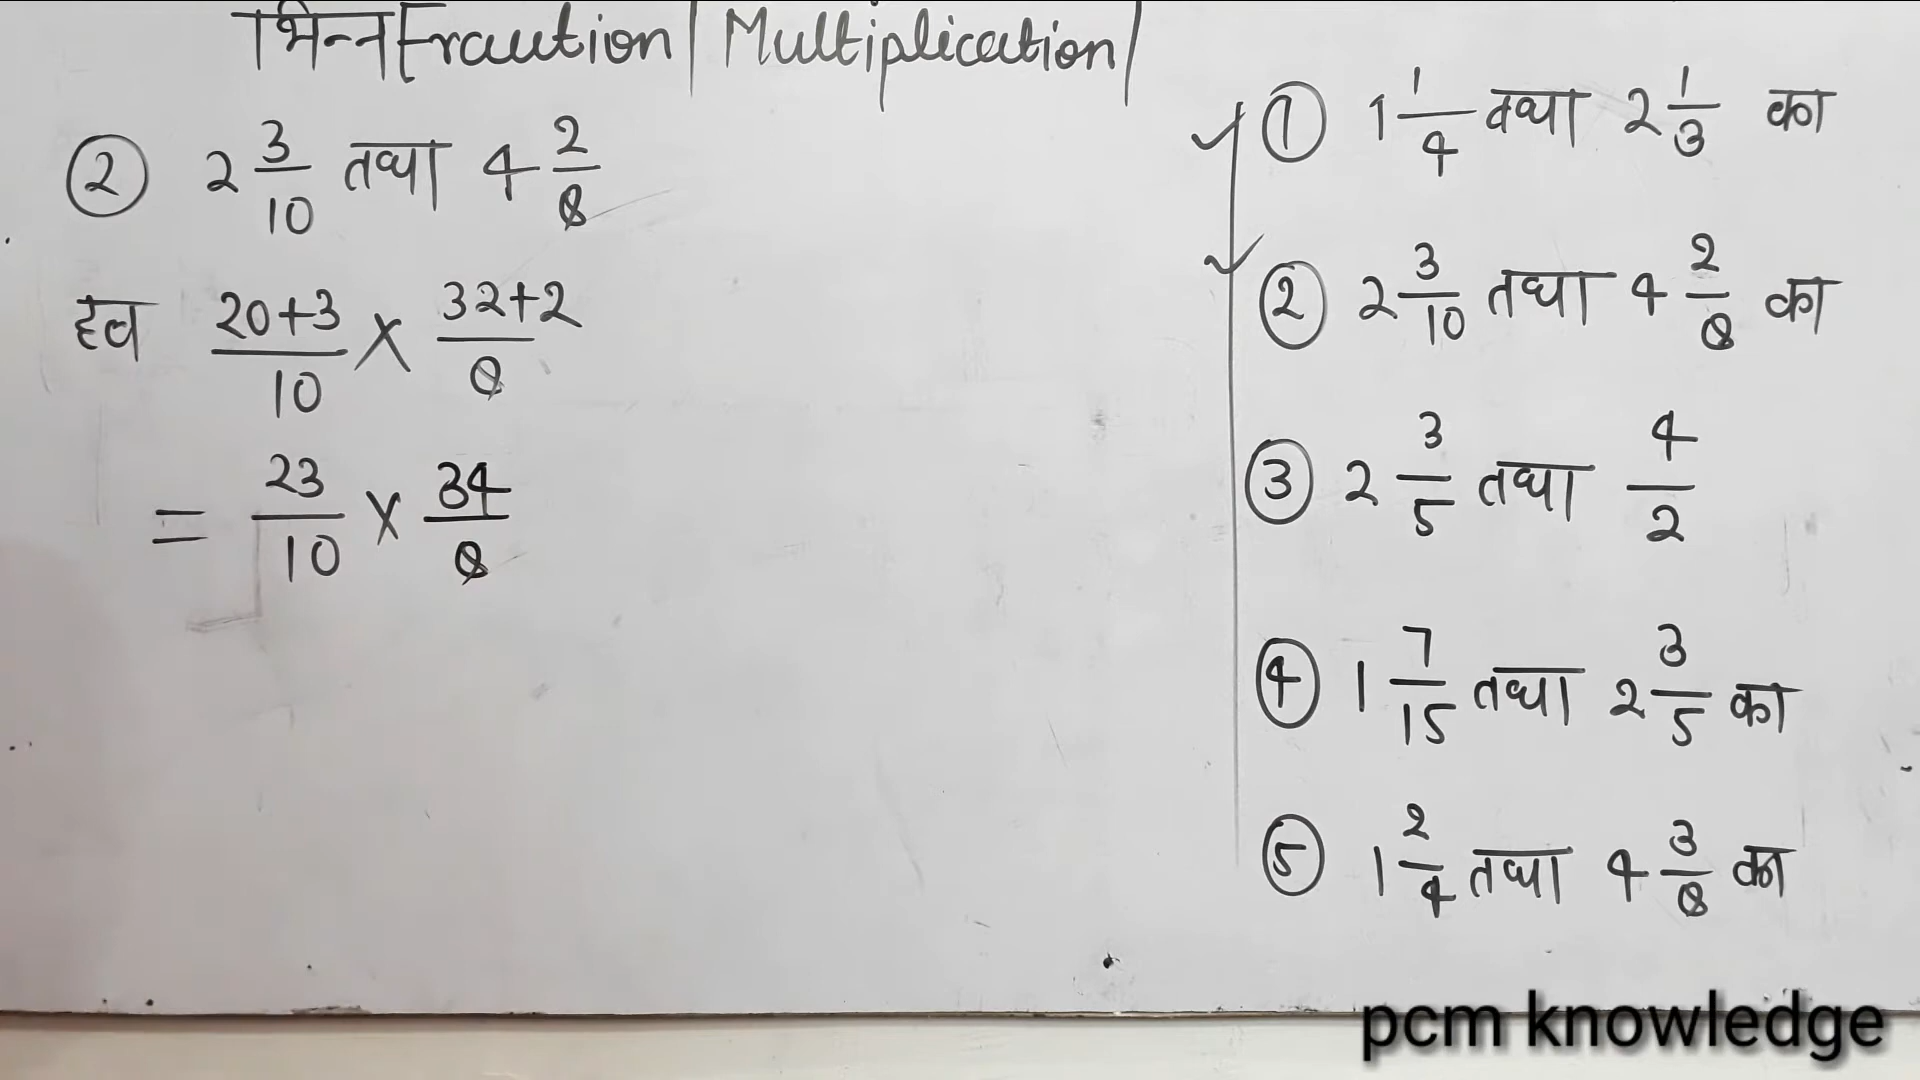 भिन्न Fraction | Multiplication |
② 2 3/10 तथा 4 2/8
हल 20+3/10 × 32+2/8
= 23/10 × 34/8
① 1 1/4 तथा 2 1/3 का
② 2 3/10 तथा 4 2/8 का
③ 2 3/5 तथा 4/2
④ 1 7/15 तथा 2 3/5 का
⑤ 1 2/4 तथा 4 3/8 का
pcm knowledge